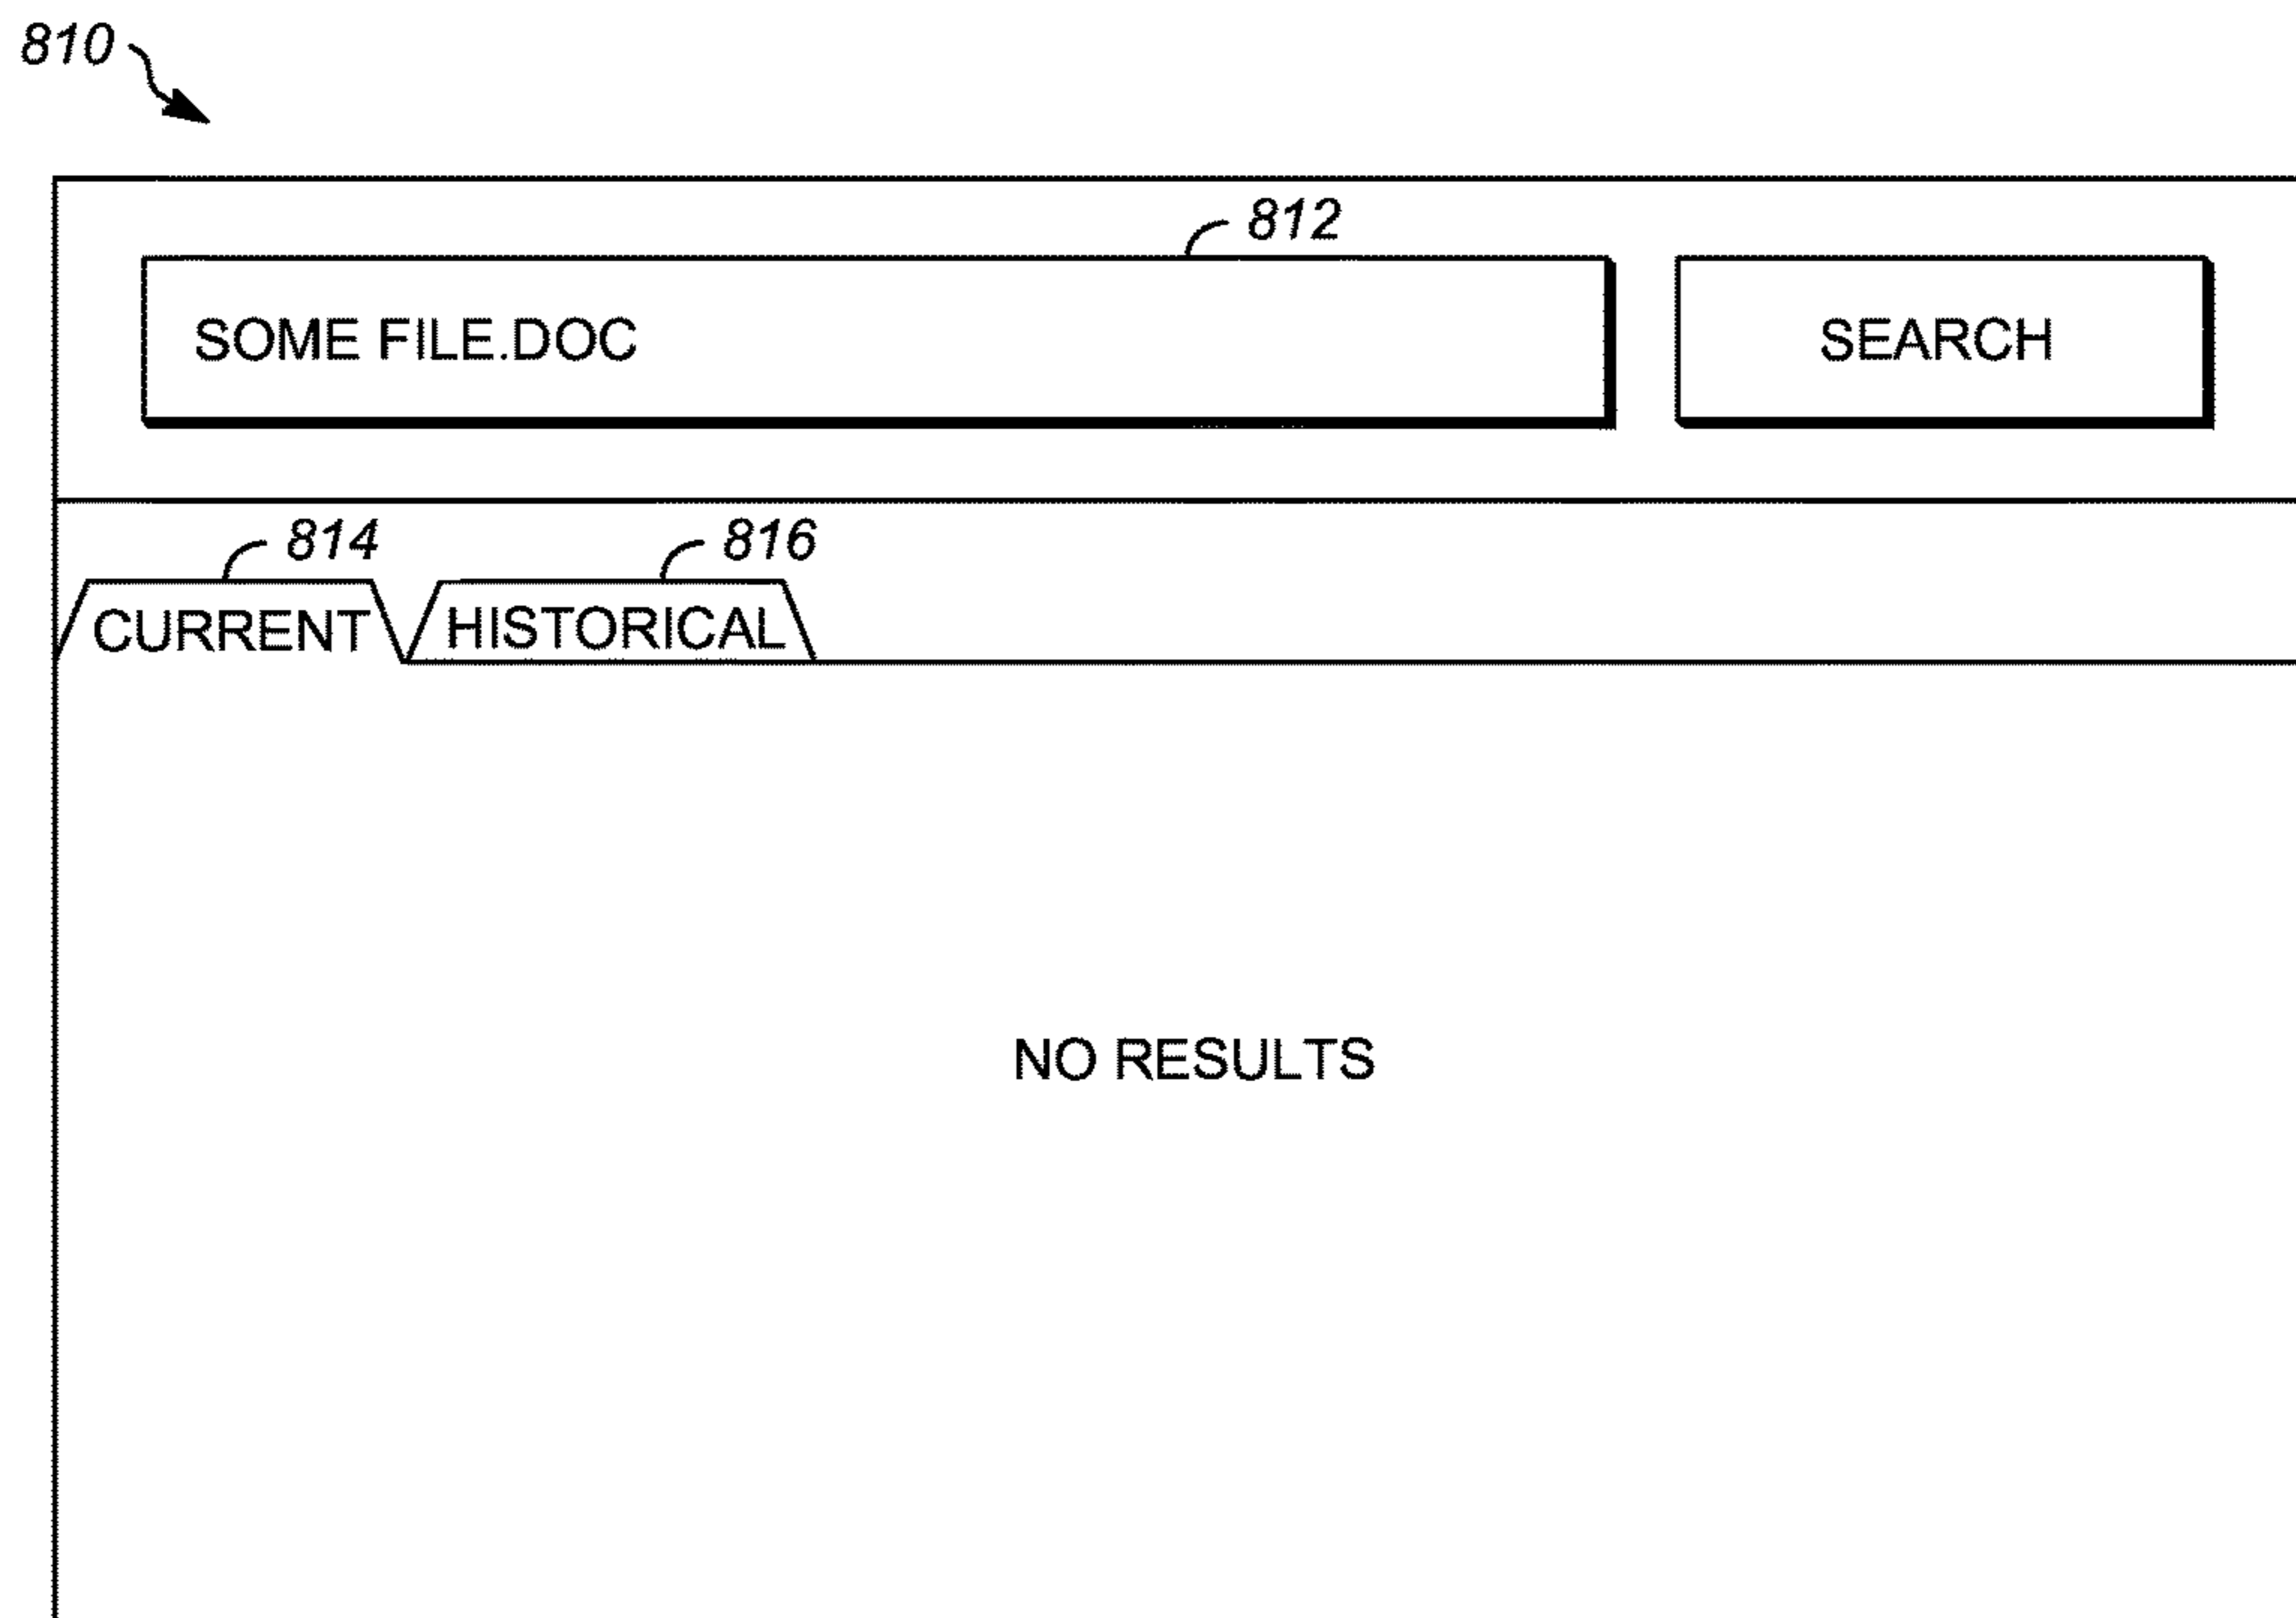 810
812
SOME FILE.DOC
SEARCH
814
816
CURRENT
HISTORICAL
NO RESULTS